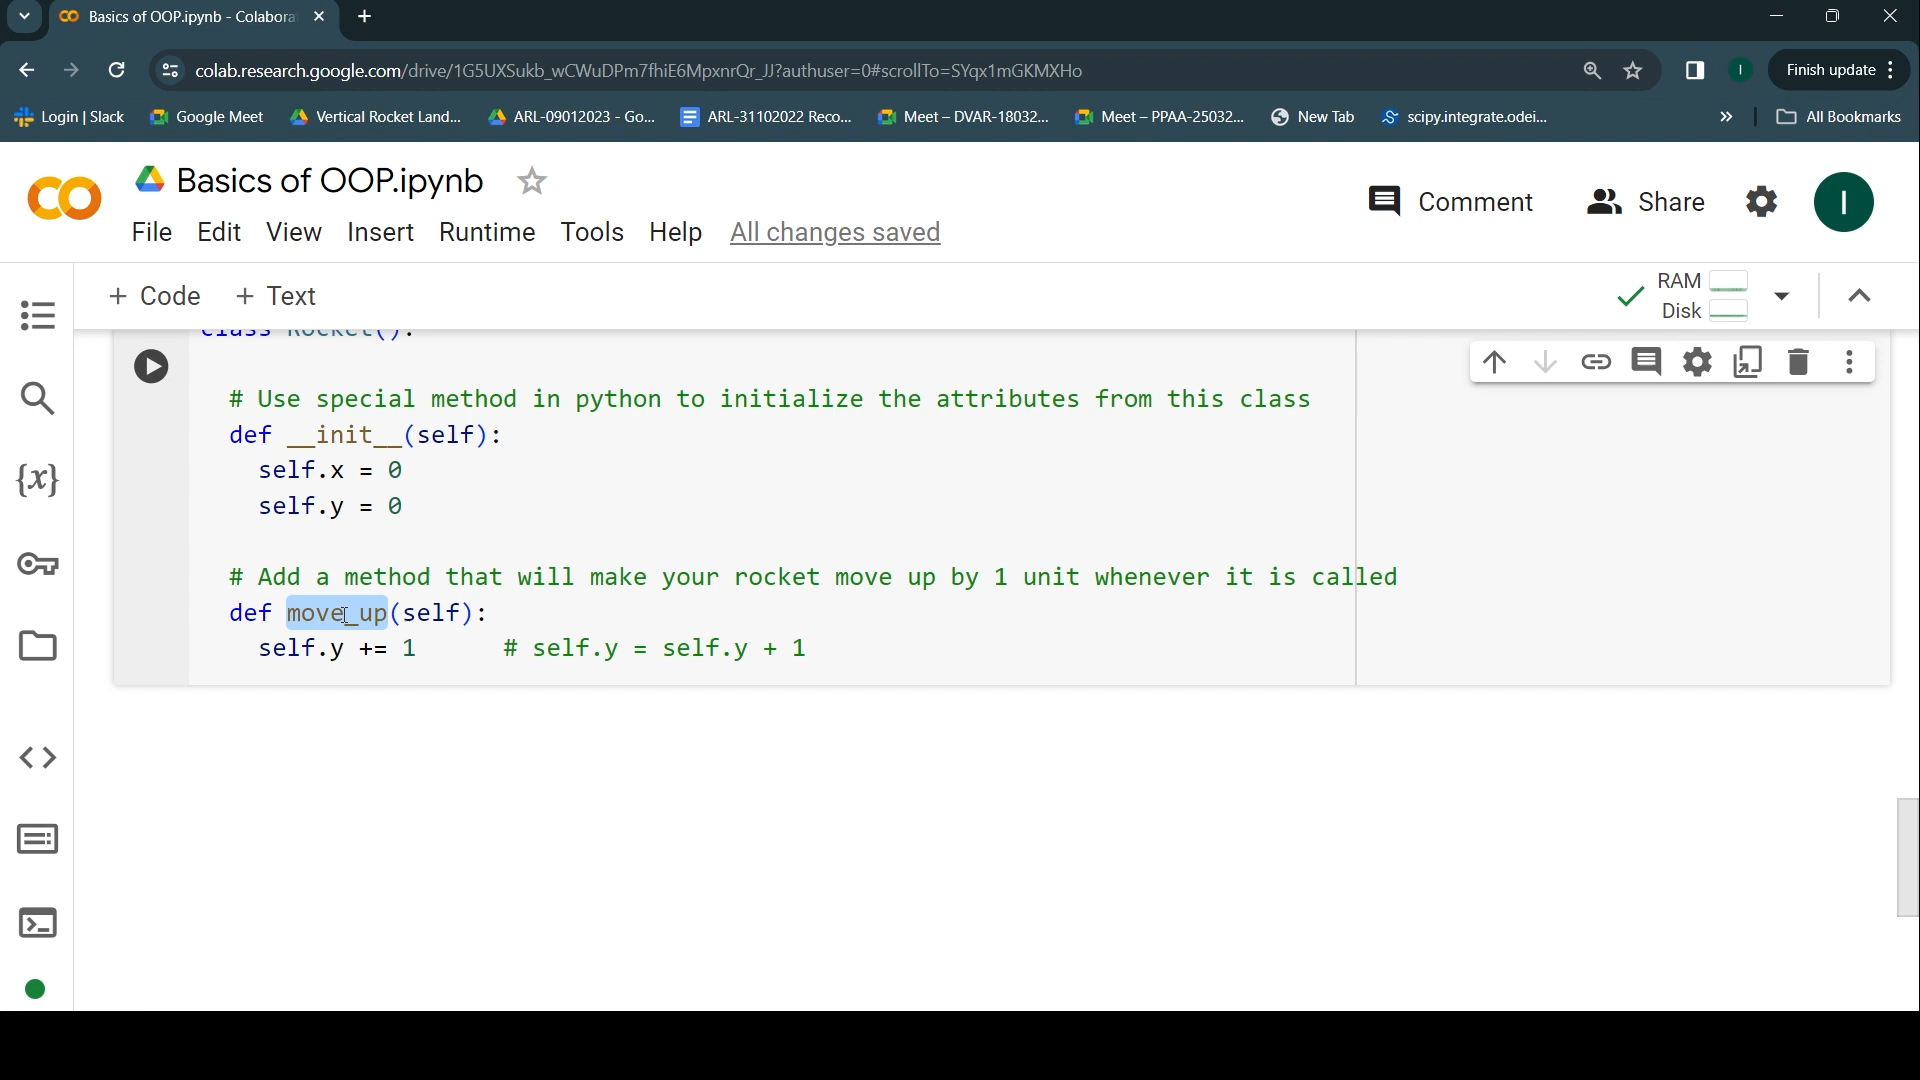 Basics of OOP.ipynb - Colabora
colab.research.google.com/drive/1G5UXSukb_wCWuDPm7fhiE6MpxnrQr_JJ?authuser=0#scrollTo=SYqx1mGKMXHo
I
Finish update
Login | Slack
Google Meet
Vertical Rocket Land...
ARL-09012023 - Go...
ARL-31102022 Reco...
Meet – DVAR-18032...
Meet – PPAA-25032...
New Tab
scipy.integrate.odei...
All Bookmarks
Basics of OOP.ipynb
Comment
Share
I
File Edit View Insert Runtime Tools Help All changes saved
+ Code + Text
RAM
Disk
class Rocket():
# Use special method in python to initialize the attributes from this class
def __init__(self):
self.x = 0
self.y = 0
# Add a method that will make your rocket move up by 1 unit whenever it is called
def move_up(self):
self.y += 1 # self.y = self.y + 1
{x}